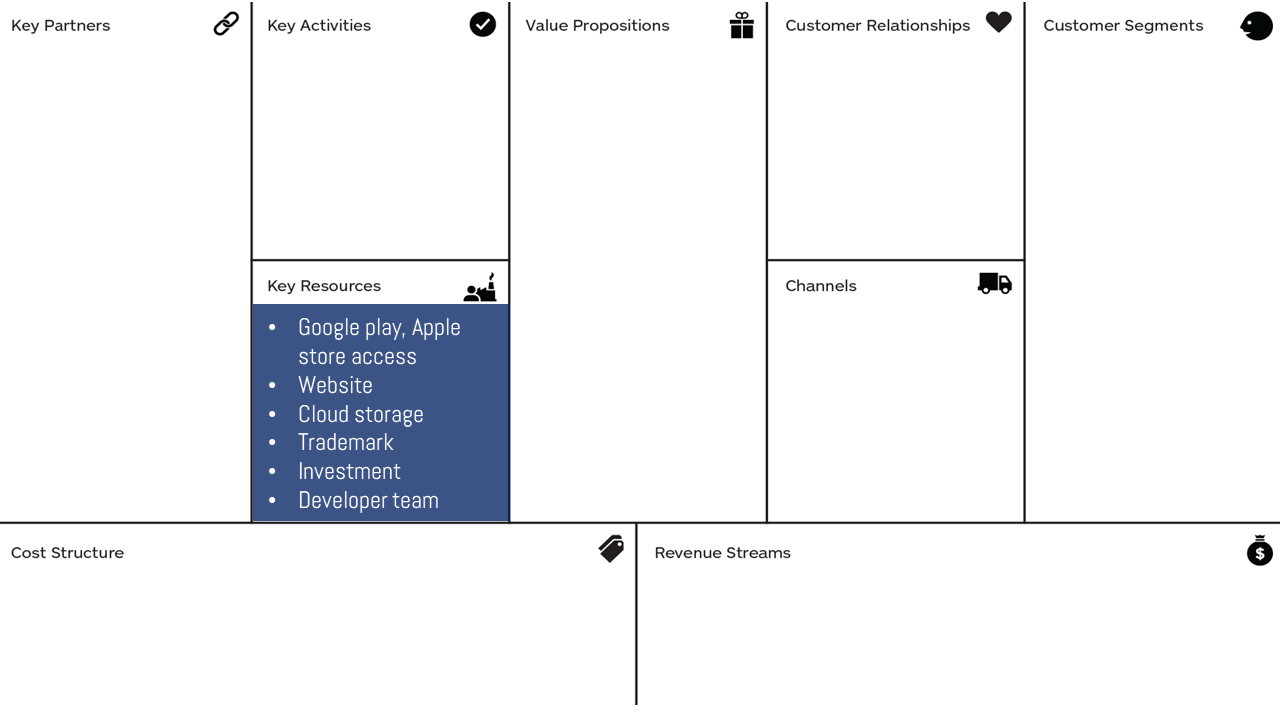 Key Partners
Key Activities
Value Propositions
Customer Relationships
Customer Segments
Key Resources
• Google play, Apple
store access
• Website
• Cloud storage
• Trademark
• Investment
• Developer team
Channels
Cost Structure
Revenue Streams
$